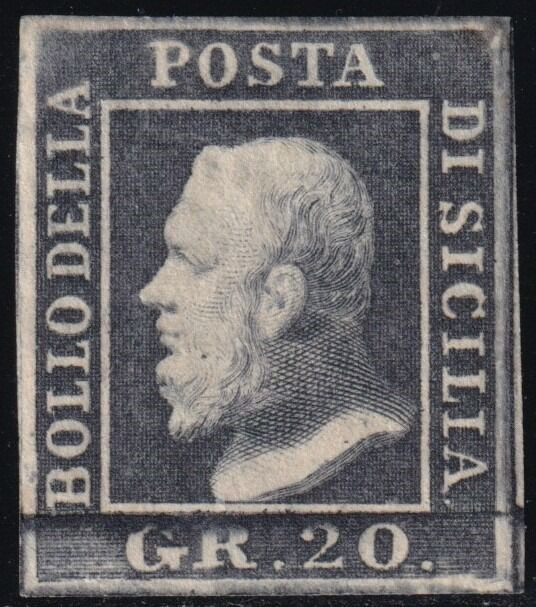 BOLLO DELLA
POSTA
DI SICILIA
GR. 20.